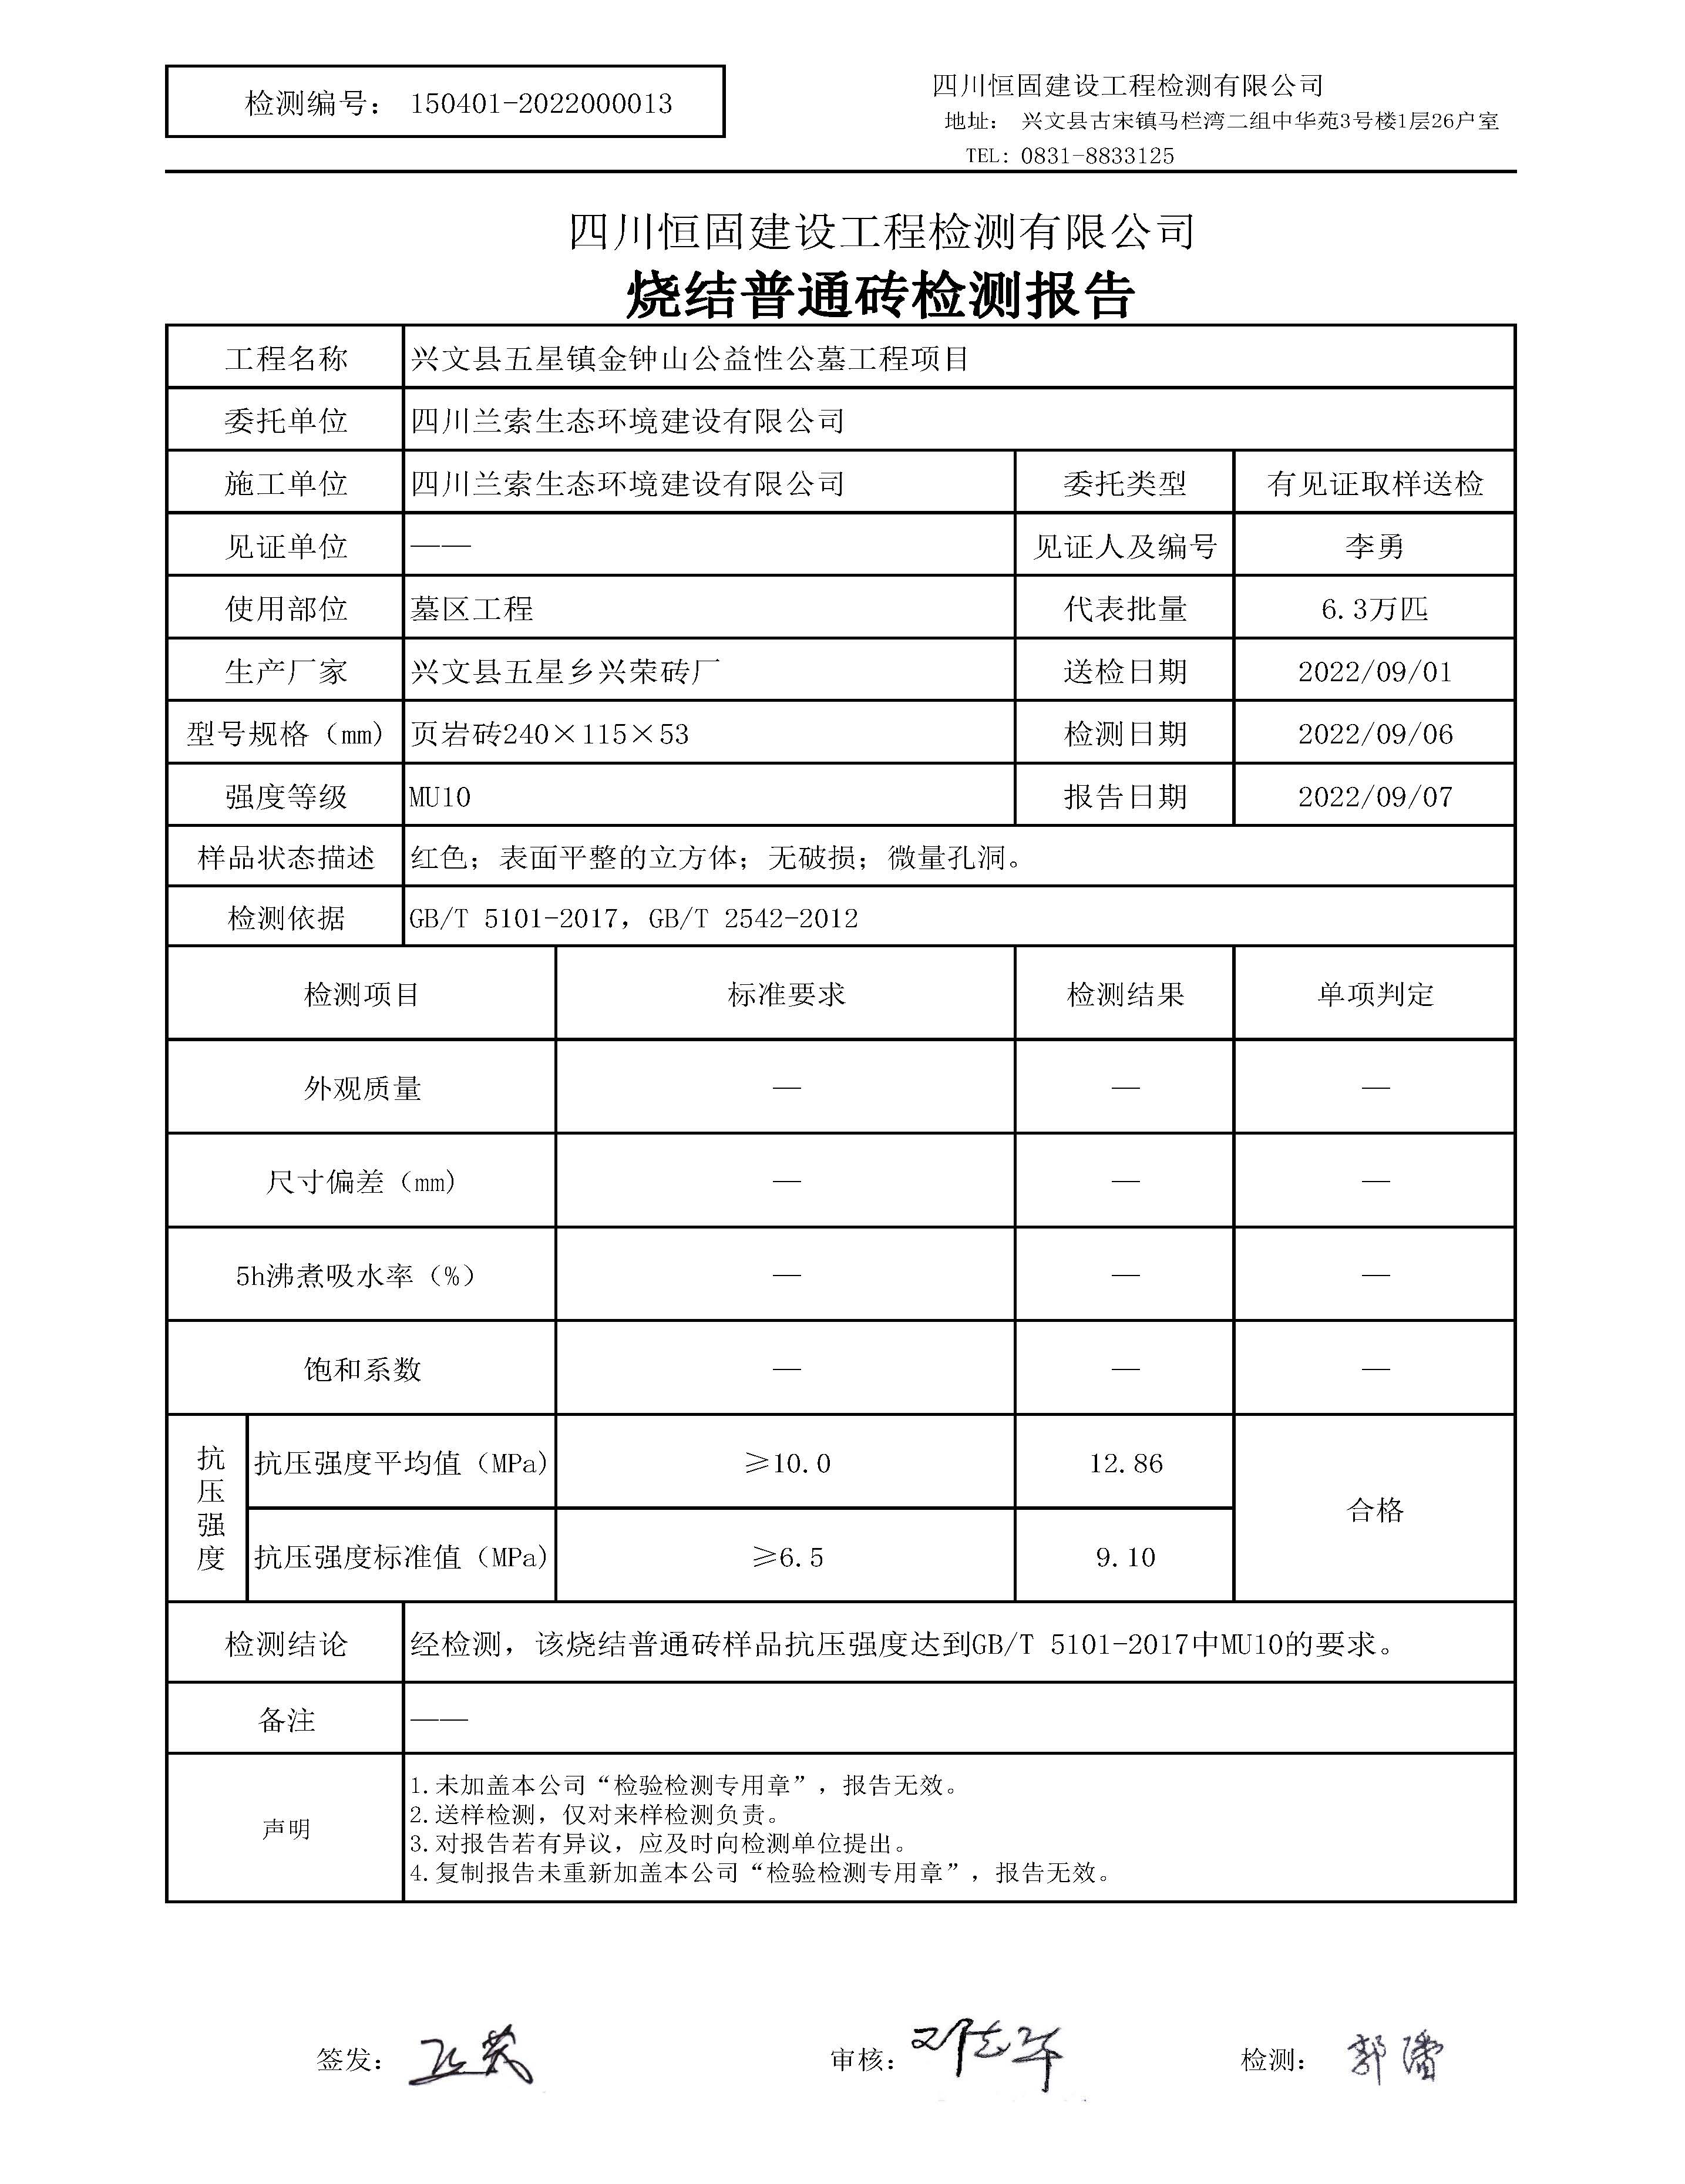 检测编号： 150401-2022000013
四川恒固建设工程检测有限公司
地址： 兴文县古宋镇马栏湾二组中华苑3号楼1层26户室
TEL: 0831-8833125
四川恒固建设工程检测有限公司
烧结普通砖检测报告
工程名称 兴文县五星镇金钟山公益性公墓工程项目
委托单位 四川兰索生态环境建设有限公司
施工单位 四川兰索生态环境建设有限公司 委托类型 有见证取样送检
见证单位 —— 见证人及编号 李勇
使用部位 墓区工程 代表批量 6.3万匹
生产厂家 兴文县五星乡兴荣砖厂 送检日期 2022/09/01
型号规格（mm) 页岩砖240×115×53 检测日期 2022/09/06
强度等级 MU10 报告日期 2022/09/07
样品状态描述 红色；表面平整的立方体；无破损；微量孔洞。
检测依据 GB/T 5101-2017，GB/T 2542-2012
检测项目 标准要求 检测结果 单项判定
外观质量 — — —
尺寸偏差（mm) — — —
5h沸煮吸水率（%） — — —
饱和系数 — — —
抗压强度 抗压强度平均值（MPa) ≥10.0 12.86 合格
抗压强度标准值（MPa) ≥6.5 9.10
检测结论 经检测，该烧结普通砖样品抗压强度达到GB/T 5101-2017中MU10的要求。
备注 ——
声明
1.未加盖本公司“检验检测专用章”，报告无效。
2.送样检测，仅对来样检测负责。
3.对报告若有异议，应及时向检测单位提出。
4.复制报告未重新加盖本公司“检验检测专用章”，报告无效。
签发： 审核： 检测：